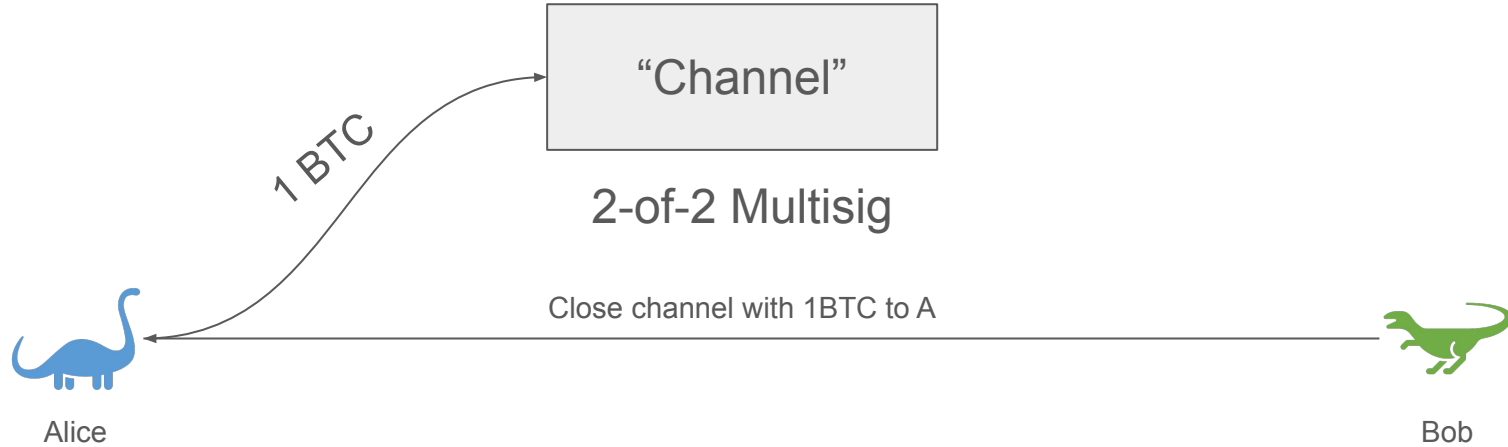 “Channel”
1 BTC
2-of-2 Multisig
Close channel with 1BTC to A
Alice
Bob